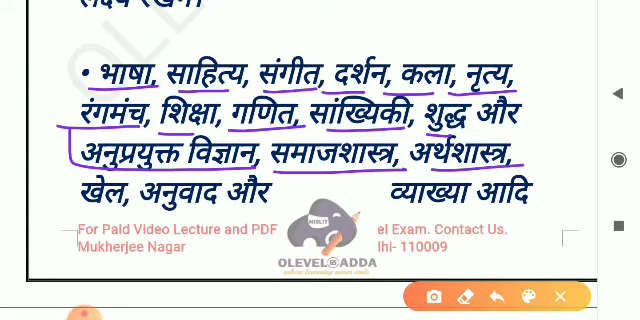 • भाषा, साहित्य, संगीत, दर्शन, कला, नृत्य,
रंगमंच, शिक्षा, गणित, सांख्यिकी, शुद्ध और
अनुप्रयुक्त विज्ञान, समाजशास्त्र, अर्थशास्त्र,
खेल, अनुवाद और व्याख्या आदि
For Paid Video Lecture and PDF el Exam. Contact Us.
Mukherjee Nagar lhi- 110009
NIELIT
OLEVEL ADDA